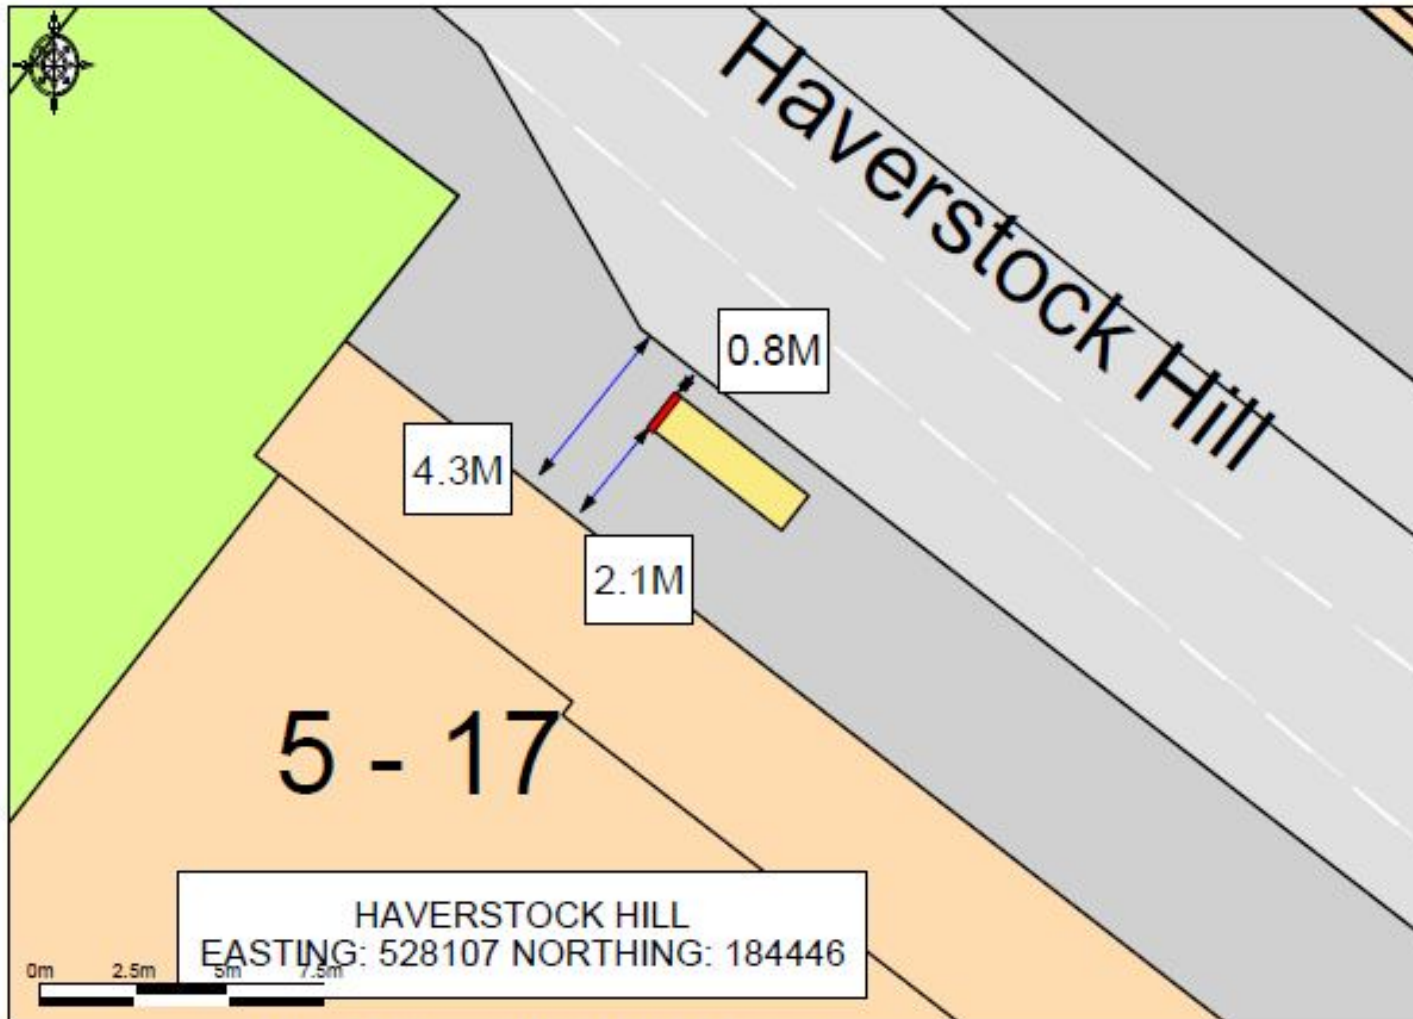 Haverstock Hill
0.8M
4.3M
2.1M
5 - 17
HAVERSTOCK HILL
EASTING: 528107 NORTHING: 184446
0m 2.5m 5m 7.5m